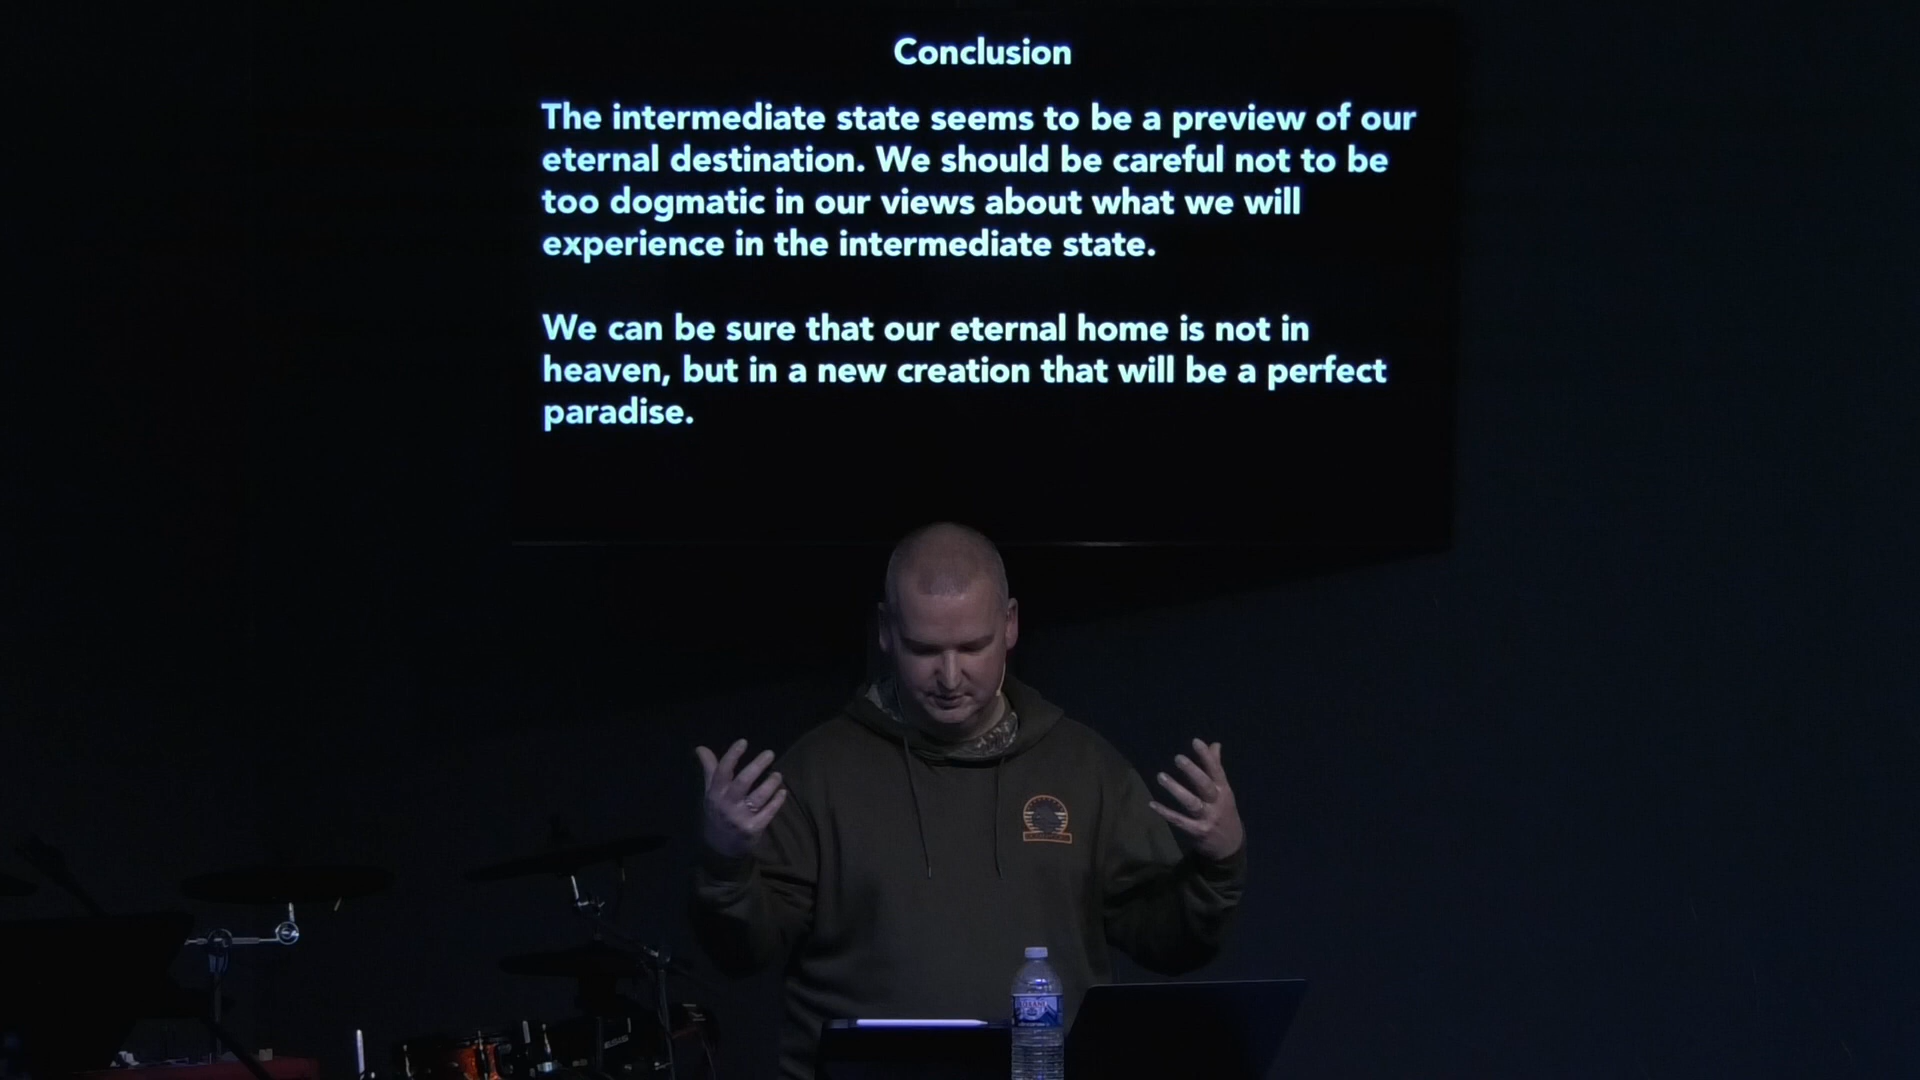 Conclusion
The intermediate state seems to be a preview of our
eternal destination. We should be careful not to be
too dogmatic in our views about what we will
experience in the intermediate state.
We can be sure that our eternal home is not in
heaven, but in a new creation that will be a perfect
paradise.